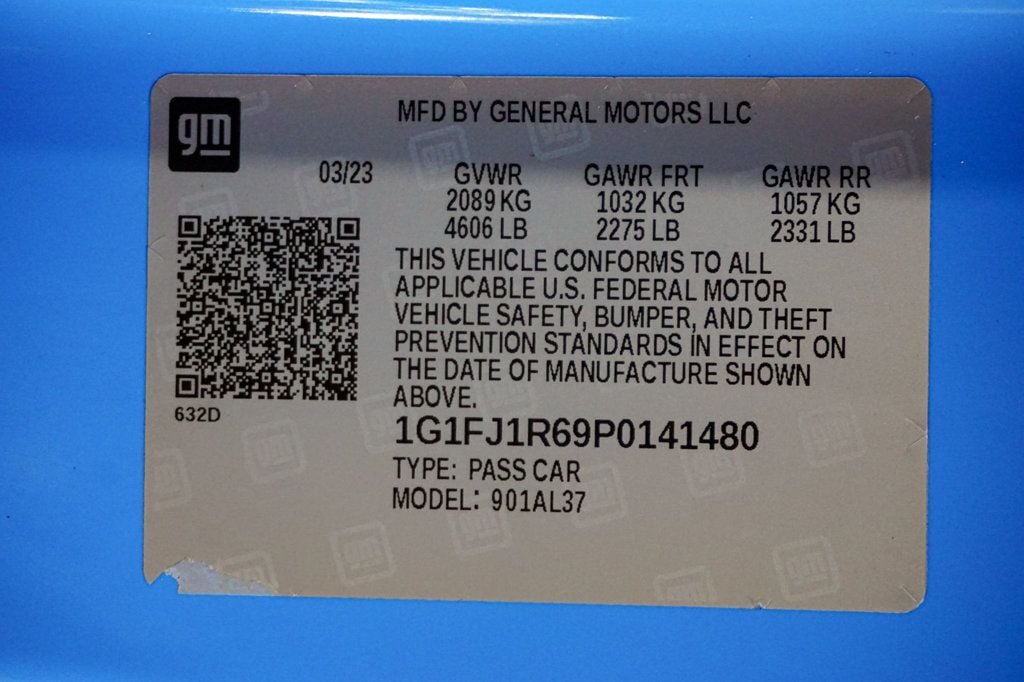 gm
MFD BY GENERAL MOTORS LLC
03/23 GVWR GAWR FRT GAWR RR
2089 KG 1032 KG 1057 KG
4606 LB 2275 LB 2331 LB
THIS VEHICLE CONFORMS TO ALL
APPLICABLE U.S. FEDERAL MOTOR
VEHICLE SAFETY, BUMPER, AND THEFT
PREVENTION STANDARDS IN EFFECT ON
THE DATE OF MANUFACTURE SHOWN
ABOVE.
632D
1G1FJ1R69P0141480
TYPE: PASS CAR
MODEL: 901AL37